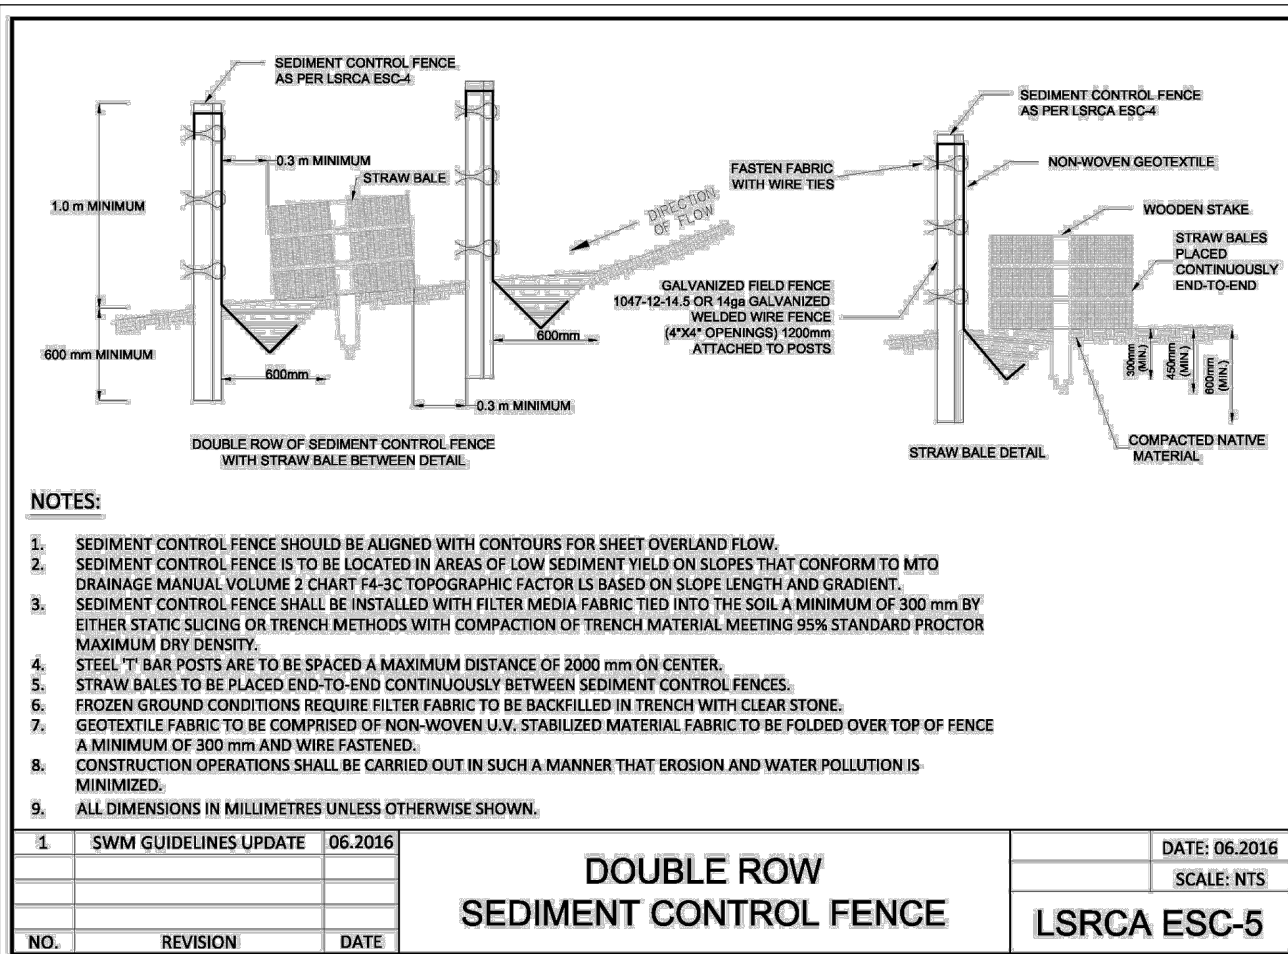 SEDIMENT CONTROL FENCE
AS PER LSRCA ESC-4
0.3 m MINIMUM
STRAW BALE
1.0 m MINIMUM
600 mm MINIMUM
600mm
0.3 m MINIMUM
DIRECTION
OF FLOW
600mm
DOUBLE ROW OF SEDIMENT CONTROL FENCE
WITH STRAW BALE BETWEEN DETAIL
SEDIMENT CONTROL FENCE
AS PER LSRCA ESC-4
FASTEN FABRIC
WITH WIRE TIES
NON-WOVEN GEOTEXTILE
WOODEN STAKE
STRAW BALES
PLACED
CONTINUOUSLY
END-TO-END
GALVANIZED FIELD FENCE
1047-12-14.5 OR 14ga GALVANIZED
WELDED WIRE FENCE
(4"X4" OPENINGS) 1200mm
ATTACHED TO POSTS
300mm
(MIN.)
450mm
(MIN.)
600mm
(MIN.)
COMPACTED NATIVE
MATERIAL
STRAW BALE DETAIL
NOTES:
1. SEDIMENT CONTROL FENCE SHOULD BE ALIGNED WITH CONTOURS FOR SHEET OVERLAND FLOW.
2. SEDIMENT CONTROL FENCE IS TO BE LOCATED IN AREAS OF LOW SEDIMENT YIELD ON SLOPES THAT CONFORM TO MTO
DRAINAGE MANUAL VOLUME 2 CHART F4-3C TOPOGRAPHIC FACTOR LS BASED ON SLOPE LENGTH AND GRADIENT.
3. SEDIMENT CONTROL FENCE SHALL BE INSTALLED WITH FILTER MEDIA FABRIC TIED INTO THE SOIL A MINIMUM OF 300 mm BY
EITHER STATIC SLICING OR TRENCH METHODS WITH COMPACTION OF TRENCH MATERIAL MEETING 95% STANDARD PROCTOR
MAXIMUM DRY DENSITY.
4. STEEL 'T' BAR POSTS ARE TO BE SPACED A MAXIMUM DISTANCE OF 2000 mm ON CENTER.
5. STRAW BALES TO BE PLACED END-TO-END CONTINUOUSLY BETWEEN SEDIMENT CONTROL FENCES.
6. FROZEN GROUND CONDITIONS REQUIRE FILTER FABRIC TO BE BACKFILLED IN TRENCH WITH CLEAR STONE.
7. GEOTEXTILE FABRIC TO BE COMPRISED OF NON-WOVEN U.V. STABILIZED MATERIAL FABRIC TO BE FOLDED OVER TOP OF FENCE
A MINIMUM OF 300 mm AND WIRE FASTENED.
8. CONSTRUCTION OPERATIONS SHALL BE CARRIED OUT IN SUCH A MANNER THAT EROSION AND WATER POLLUTION IS
MINIMIZED.
9. ALL DIMENSIONS IN MILLIMETRES UNLESS OTHERWISE SHOWN.
1 SWM GUIDELINES UPDATE 06.2016
NO. REVISION DATE
DOUBLE ROW
SEDIMENT CONTROL FENCE
DATE: 06.2016
SCALE: NTS
LSRCA ESC-5